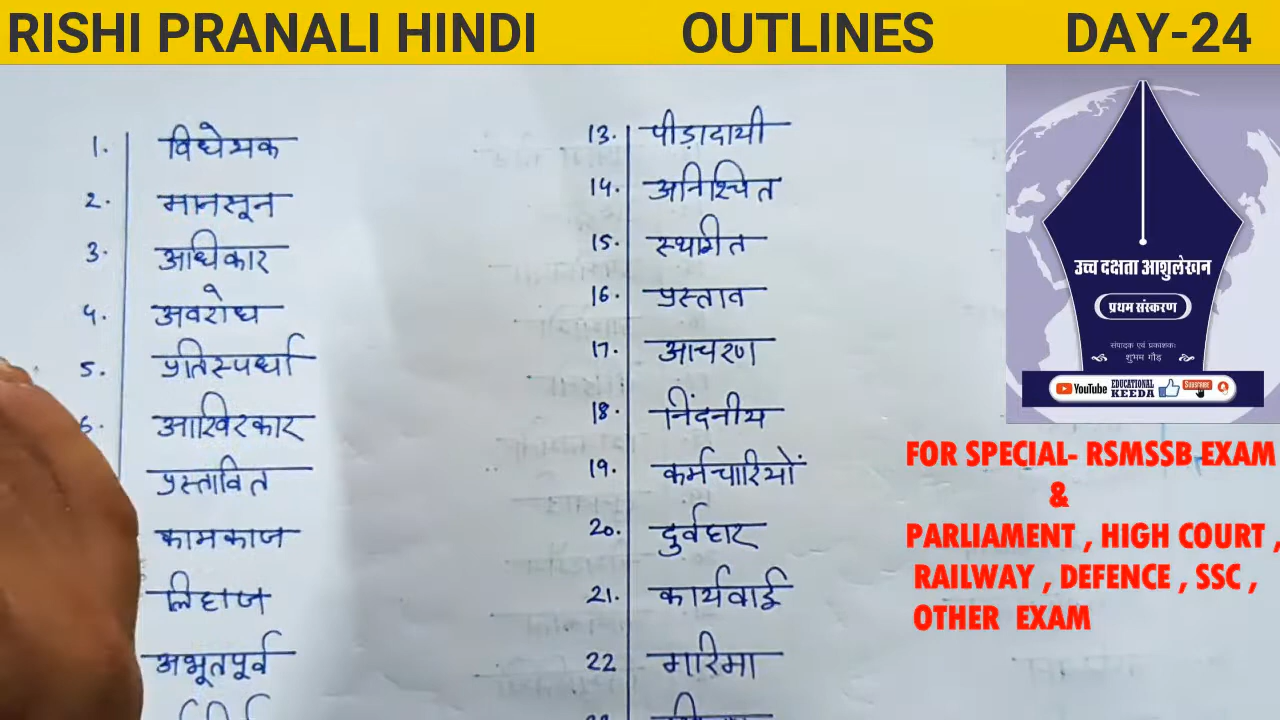 RISHI PRANALI HINDI OUTLINES DAY-24
1. विधेयक
2. मानसून
3. अधिकार
4. अवरोध
5. प्रतिस्पर्धा
6. आखिरकार
प्रस्तावित
कामकाज
लिहाज
अभूतपूर्व
13. पीड़ादायी
14. अनिश्चित
15. स्थगित
16. प्रस्ताव
17. आचरण
18. निंदनीय
19. कर्मचारियों
20. दुर्वहार
21. कार्यवाई
22 गरिमा
उच्च दक्षता आशुलेखन
प्रथम संस्करण
संपादक एवं प्रकाशकः
शुभम गौड़
YouTube EDUCATIONAL KEEDA Subscribe
FOR SPECIAL- RSMSSB EXAM
&
PARLIAMENT , HIGH COURT ,
RAILWAY , DEFENCE , SSC ,
OTHER EXAM